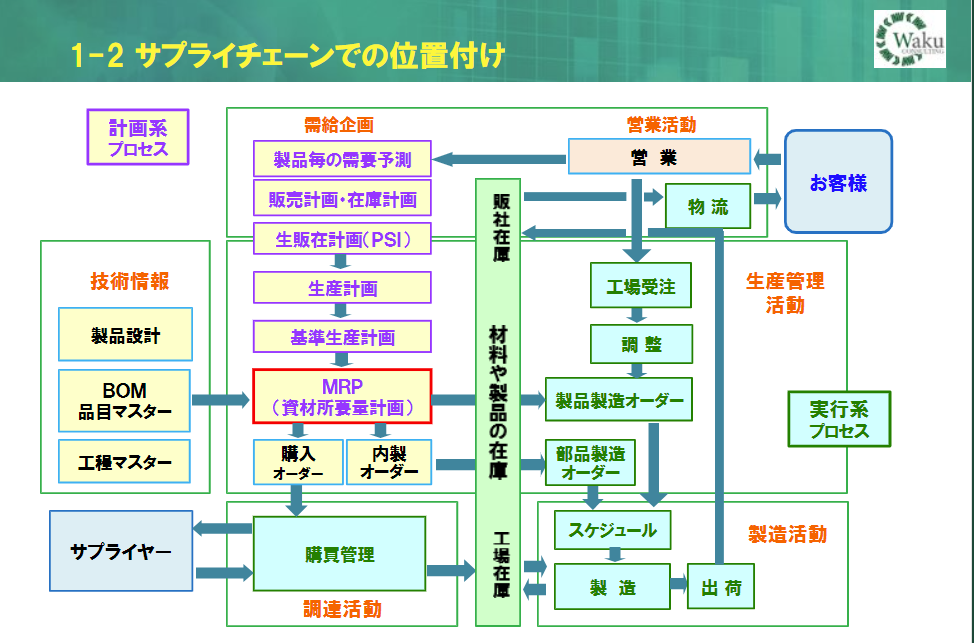 1-2 サプライチェーンでの位置付け
Waku
CONSULTING
計画系
プロセス
需給企画
営業活動
製品毎の需要予測
営 業
お客様
販売計画・在庫計画
物 流
生販在計画(PSI)
販社在庫
技術情報
生産計画
工場受注
生産管理
活動
製品設計
基準生産計画
調 整
材料や製品の在庫
BOM
品目マスター
MRP
(資材所要量計画)
製品製造オーダー
実行系
プロセス
工種マスター
購入
オーダー
内製
オーダー
部品製造
オーダー
サプライヤー
購買管理
工場在庫
スケジュール
製造活動
製 造
出 荷
調達活動